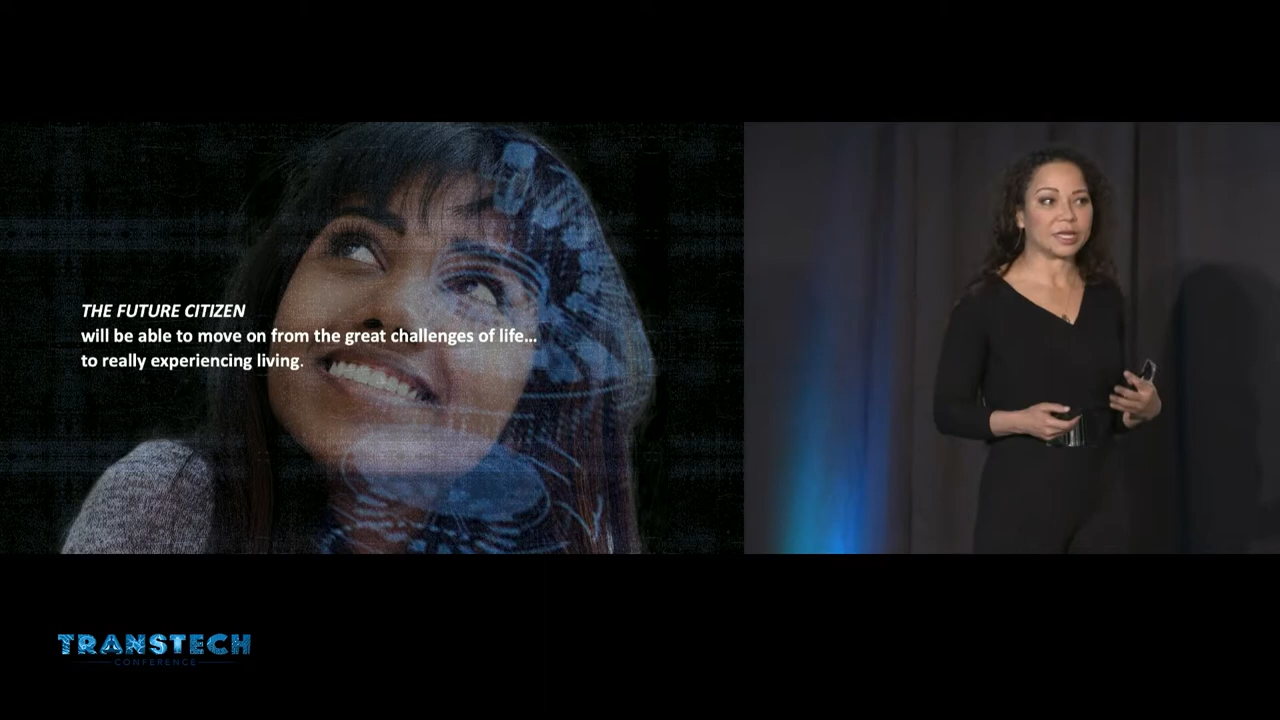 THE FUTURE CITIZEN
will be able to move on from the great challenges of life…
to really experiencing living.
TRANSTECH
CONFERENCE